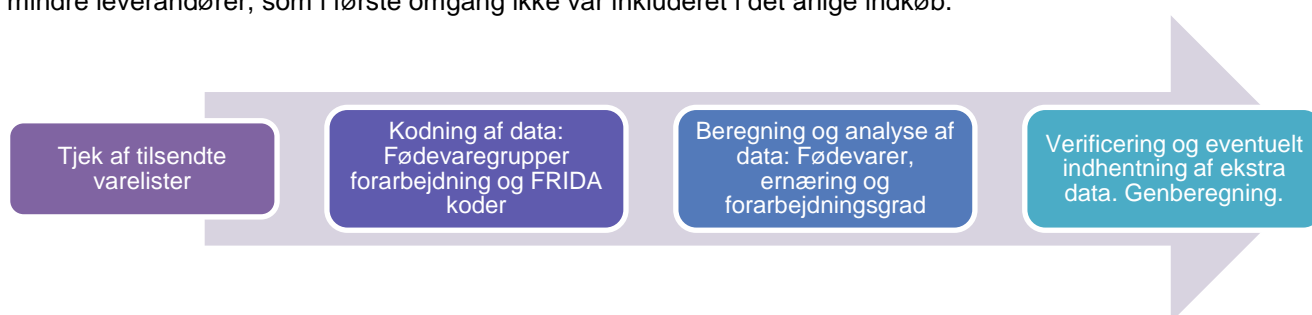 mindre leverandører, som i første omgang ikke var inkluderet i det årlige indkøb.
Tjek af tilsendte
varelister
Kodning af data:
Fødevaregrupper
forarbejdning og FRIDA
koder
Beregning og analyse af
data: Fødevarer,
ernæring og
forarbejdningsgrad
Verificering og eventuelt
indhentning af ekstra
data. Genberegning.